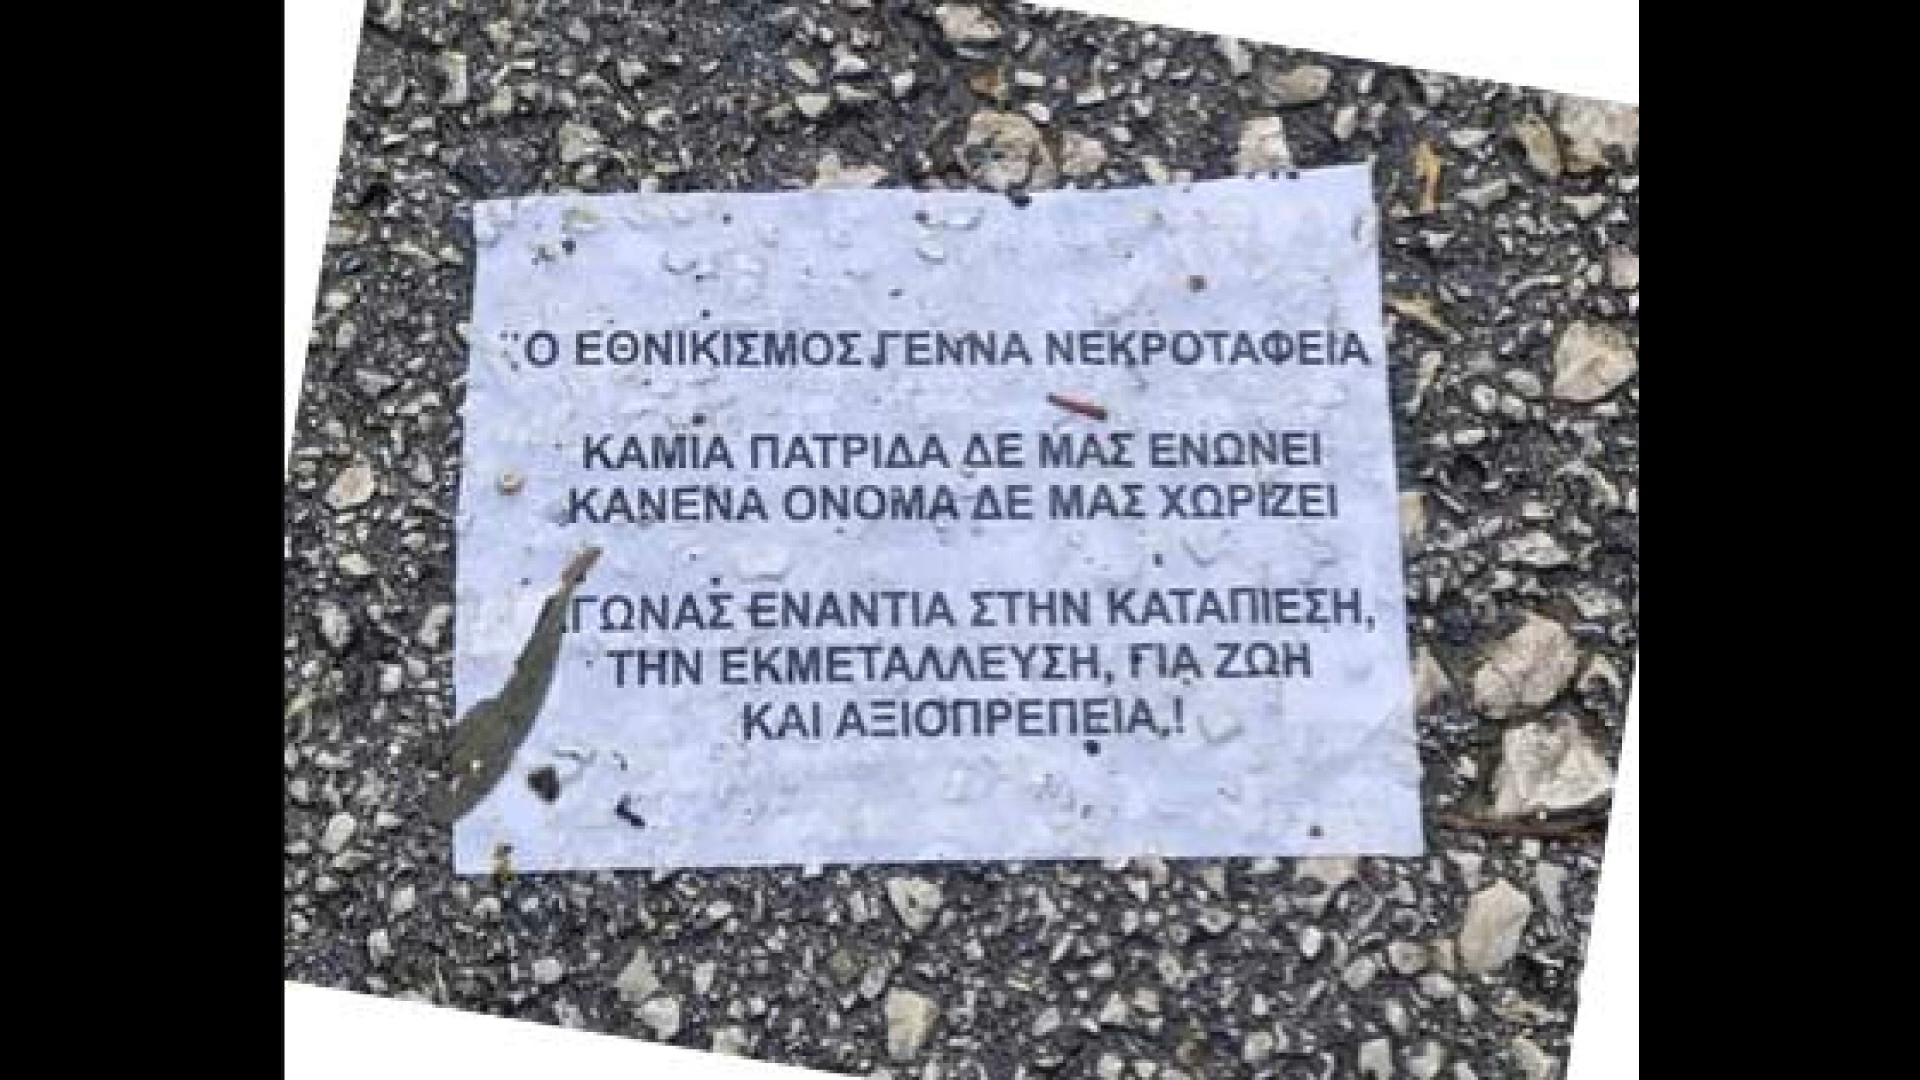 ¨Ο ΕΘΝΙΚΙΣΜΟΣ ΓΕΝΝΑ ΝΕΚΡΟΤΑΦΕΙΑ
ΚΑΜΙΑ ΠΑΤΡΙΔΑ ΔΕ ΜΑΣ ΕΝΩΝΕΙ
ΚΑΝΕΝΑ ΟΝΟΜΑ ΔΕ ΜΑΣ ΧΩΡΙΖΕΙ
ΑΓΩΝΑΣ ΕΝΑΝΤΙΑ ΣΤΗΝ ΚΑΤΑΠΙΕΣΗ,
ΤΗΝ ΕΚΜΕΤΑΛΛΕΥΣΗ, ΓΙΑ ΖΩΗ
ΚΑΙ ΑΞΙΟΠΡΕΠΕΙΑ,!